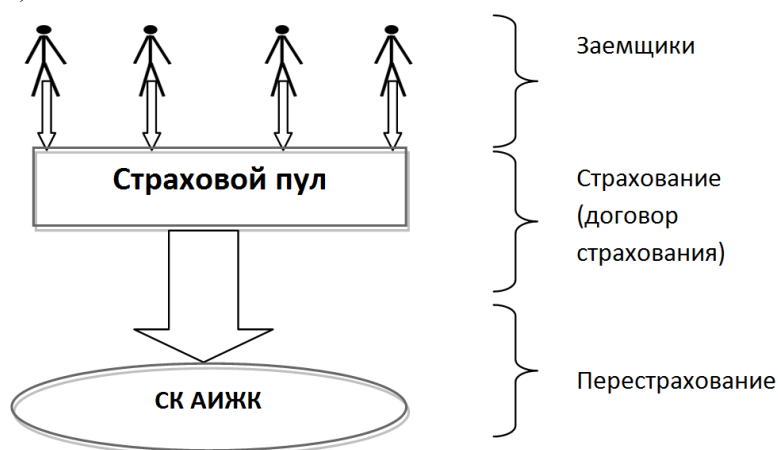 Заемщики
Страховой пул
Страхование
(договор
страхования)
СК АИЖК
Перестрахование